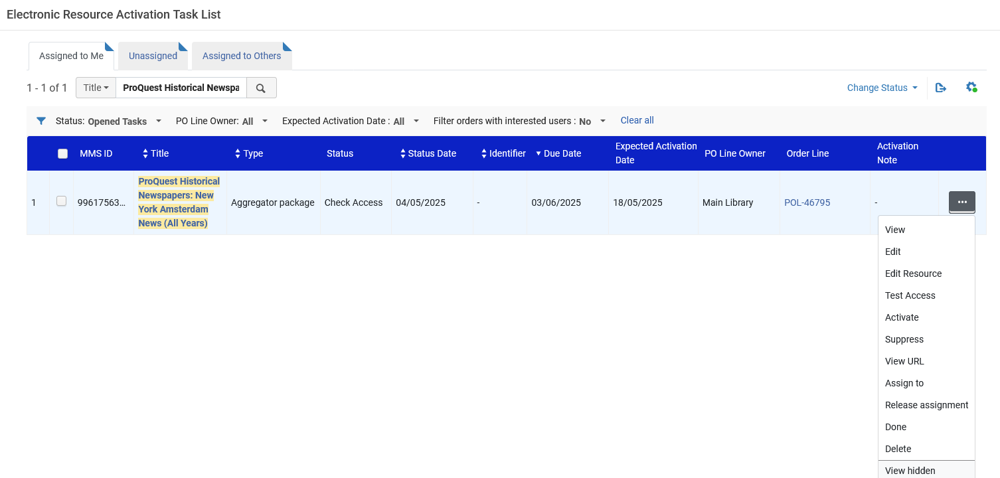 Electronic Resource Activation Task List
Assigned to Me
Unassigned
Assigned to Others
1 - 1 of 1
Title
ProQuest Historical Newspa
Change Status
Status: Opened Tasks
PO Line Owner: All
Expected Activation Date : All
Filter orders with interested users : No
Clear all
MMS ID
Title
Type
Status
Status Date
Identifier
Due Date
Expected Activation
Date
PO Line Owner
Order Line
Activation
Note
1
99617563...
ProQuest Historical
Newspapers: New
York Amsterdam
News (All Years)
Aggregator package
Check Access
04/05/2025
-
03/06/2025
18/05/2025
Main Library
POL-46795
-
View
Edit
Edit Resource
Test Access
Activate
Suppress
View URL
Assign to
Release assignment
Done
Delete
View hidden